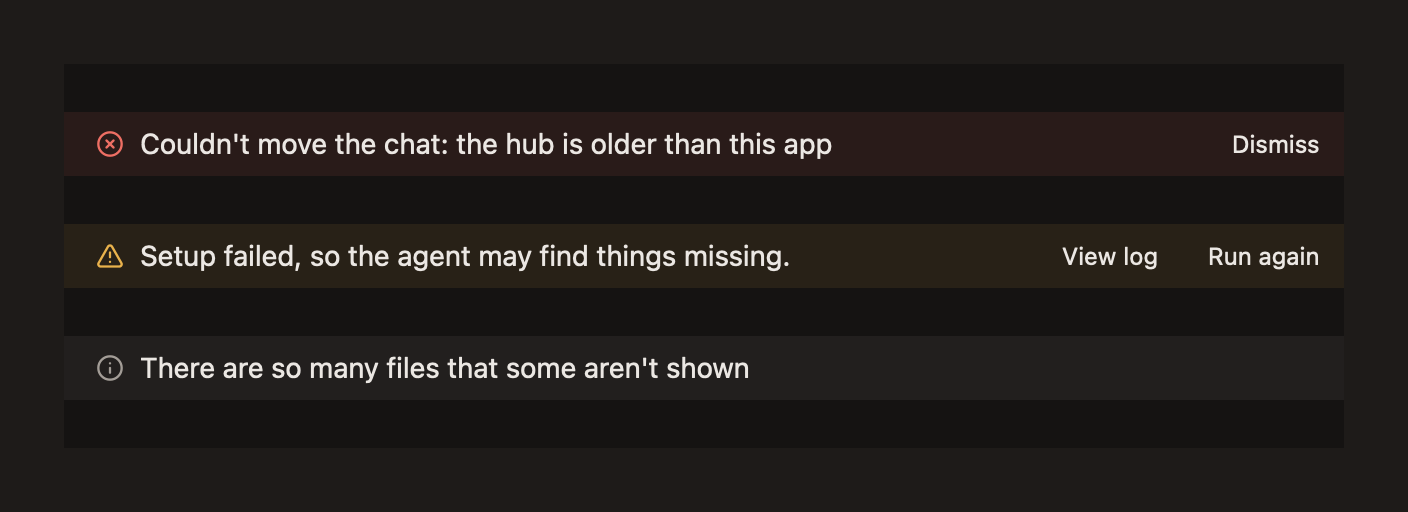 Couldn't move the chat: the hub is older than this app Dismiss
Setup failed, so the agent may find things missing. View log Run again
There are so many files that some aren't shown